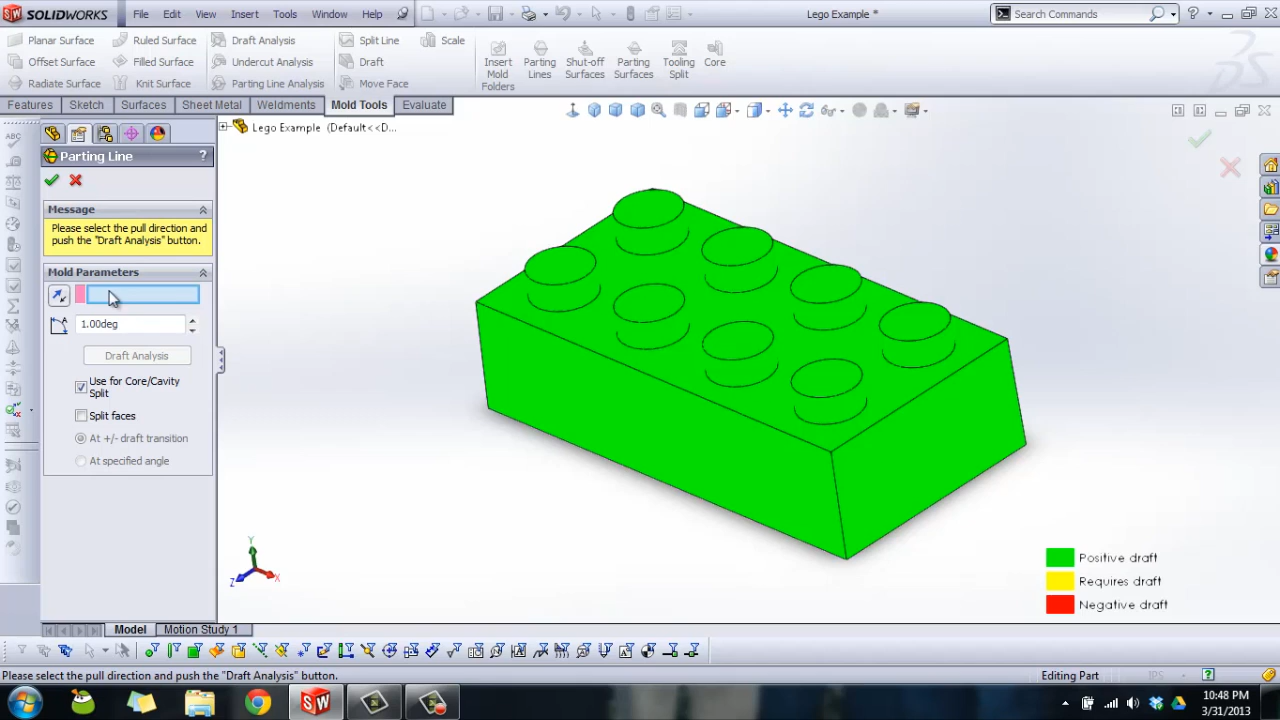 SOLIDWORKS
File Edit View Insert Tools Window Help
Lego Example *
Search Commands
Planar Surface Ruled Surface Draft Analysis Split Line Scale
Offset Surface Filled Surface Undercut Analysis Draft
Radiate Surface Knit Surface Parting Line Analysis Move Face
Insert Mold Folders
Parting Lines
Shut-off Surfaces
Parting Surfaces
Tooling Split
Core
Features Sketch Surfaces Sheet Metal Weldments Mold Tools Evaluate
Lego Example (Default<<D...
Parting Line ?
Message
Please select the pull direction and
push the "Draft Analysis" button.
Mold Parameters
1.00deg
Draft Analysis
Use for Core/Cavity
Split
Split faces
At +/- draft transition
At specified angle
Y
Z X
Positive draft
Requires draft
Negative draft
Model Motion Study 1
Please select the pull direction and push the "Draft Analysis" button.
Editing Part
IPS
10:48 PM
3/31/2013